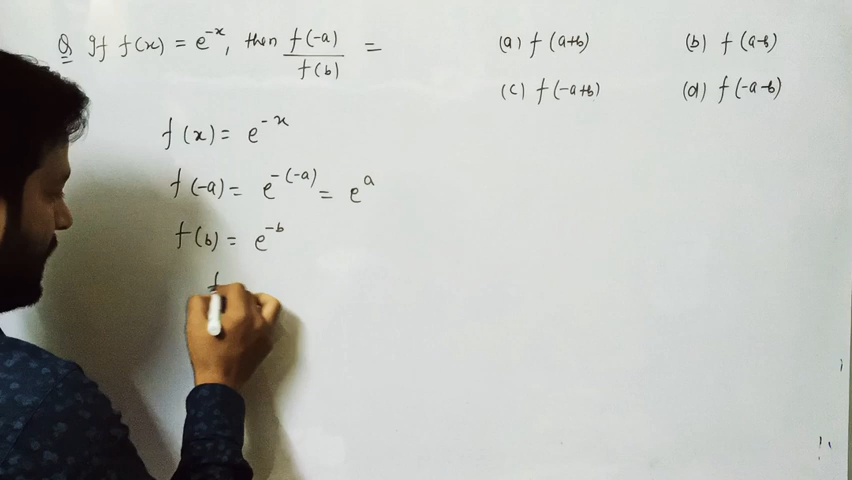 Q If f(x) = e^-x, then f(-a)/f(b) =
(a) f(a+b) (b) f(a-b)
(c) f(-a+b) (d) f(-a-b)
f(x) = e^-x
f(-a) = e^-(-a) = e^a
f(b) = e^-b
f